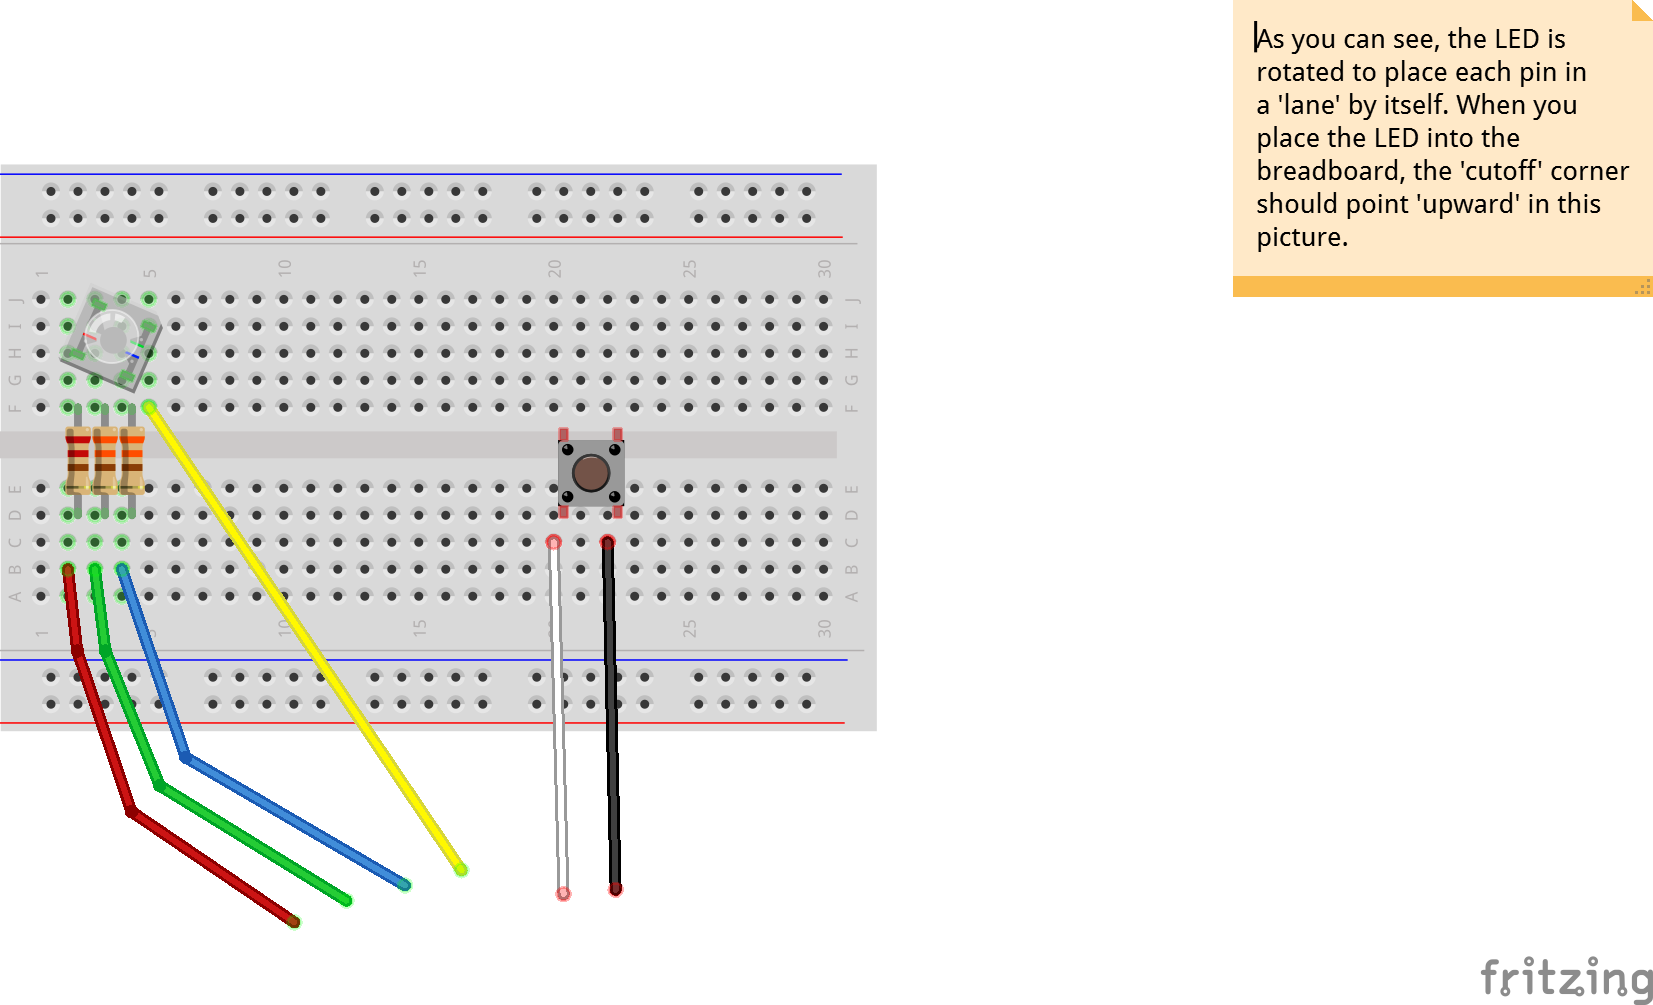 As you can see, the LED is
rotated to place each pin in
a 'lane' by itself. When you
place the LED into the
breadboard, the 'cutoff' corner
should point 'upward' in this
picture.
1 5 10 15 20 25 30
J J
I I
H H
G G
F F
E E
D D
C C
B B
A A
1 5 10 15 25 30
fritzing